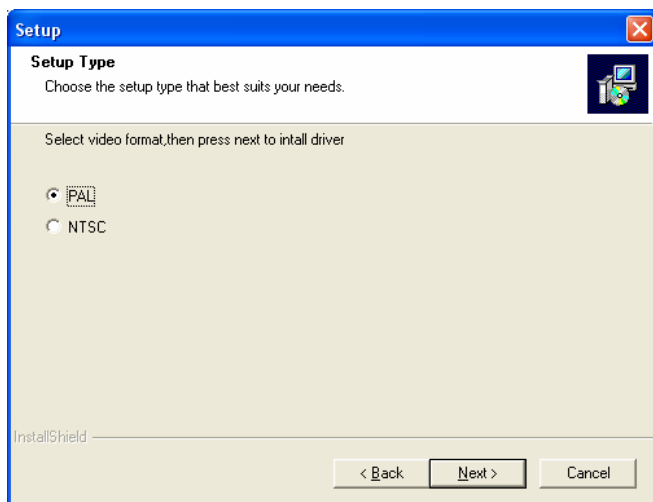 Setup
Setup Type
Choose the setup type that best suits your needs.
Select video format,then press next to intall driver
PAL
NTSC
InstallShield
< Back
Next >
Cancel